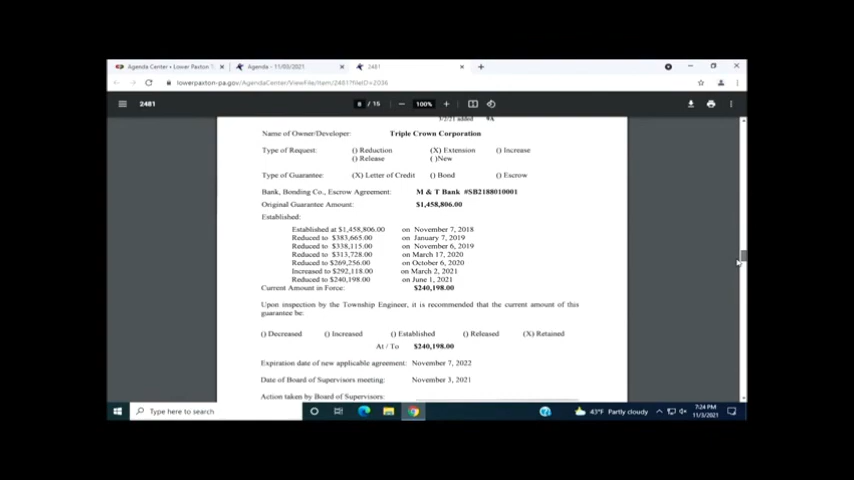 Agenda Center • Lower Paxton T
Agenda - 11/03/2021
2481
lowerpaxton-pa.gov/AgendaCenter/ViewFile/Item/2481?fileID=2036
2481
8 / 15
100%
3/2/21 added 9A
Name of Owner/Developer: Triple Crown Corporation
Type of Request: () Reduction (X) Extension () Increase
() Release ( )New
Type of Guarantee: (X) Letter of Credit () Bond () Escrow
Bank, Bonding Co., Escrow Agreement: M & T Bank #SB2188010001
Original Guarantee Amount: $1,458,806.00
Established:
Established at $1,458,806.00 on November 7, 2018
Reduced to $383,665.00 on January 7, 2019
Reduced to $338,115.00 on November 6, 2019
Reduced to $313,728.00 on March 17, 2020
Reduced to $269,256.00 on October 6, 2020
Increased to $292,118.00 on March 2, 2021
Reduced to $240,198.00 on June 1, 2021
Current Amount in Force: $240,198.00
Upon inspection by the Township Engineer, it is recommended that the current amount of this
guarantee be:
() Decreased () Increased () Established () Released (X) Retained
At / To $240,198.00
Expiration date of new applicable agreement: November 7, 2022
Date of Board of Supervisors meeting: November 3, 2021
Action taken by Board of Supervisors:
Type here to search
43°F Partly cloudy
7:24 PM
11/3/2021